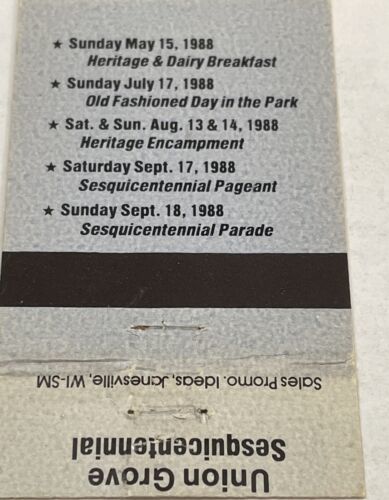 ★ Sunday May 15, 1988
Heritage & Dairy Breakfast
★ Sunday July 17, 1988
Old Fashioned Day in the Park
★ Sat. & Sun. Aug. 13 & 14, 1988
Heritage Encampment
★ Saturday Sept. 17, 1988
Sesquicentennial Pageant
★ Sunday Sept. 18, 1988
Sesquicentennial Parade
Union Grove
Sesquicentennial
Sales Promo. Ideas, Janesville, WI-SM